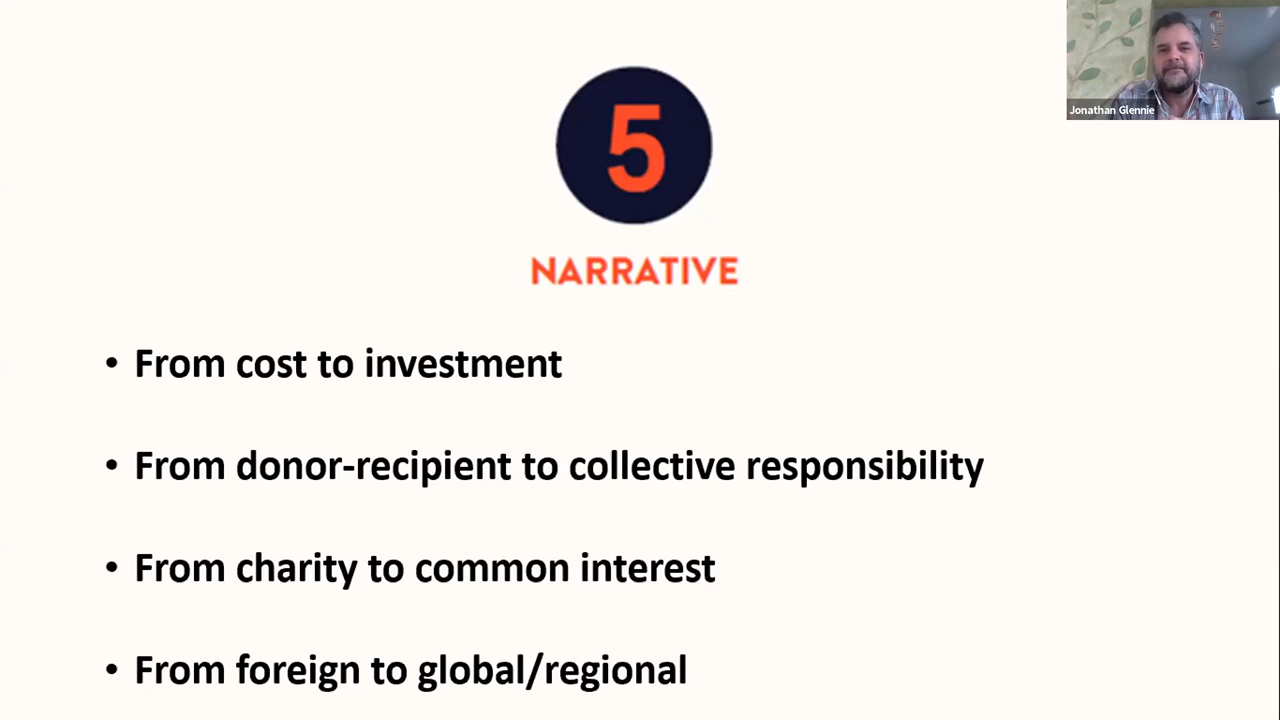 5
Jonathan Glennie
NARRATIVE
• From cost to investment
• From donor-recipient to collective responsibility
• From charity to common interest
• From foreign to global/regional